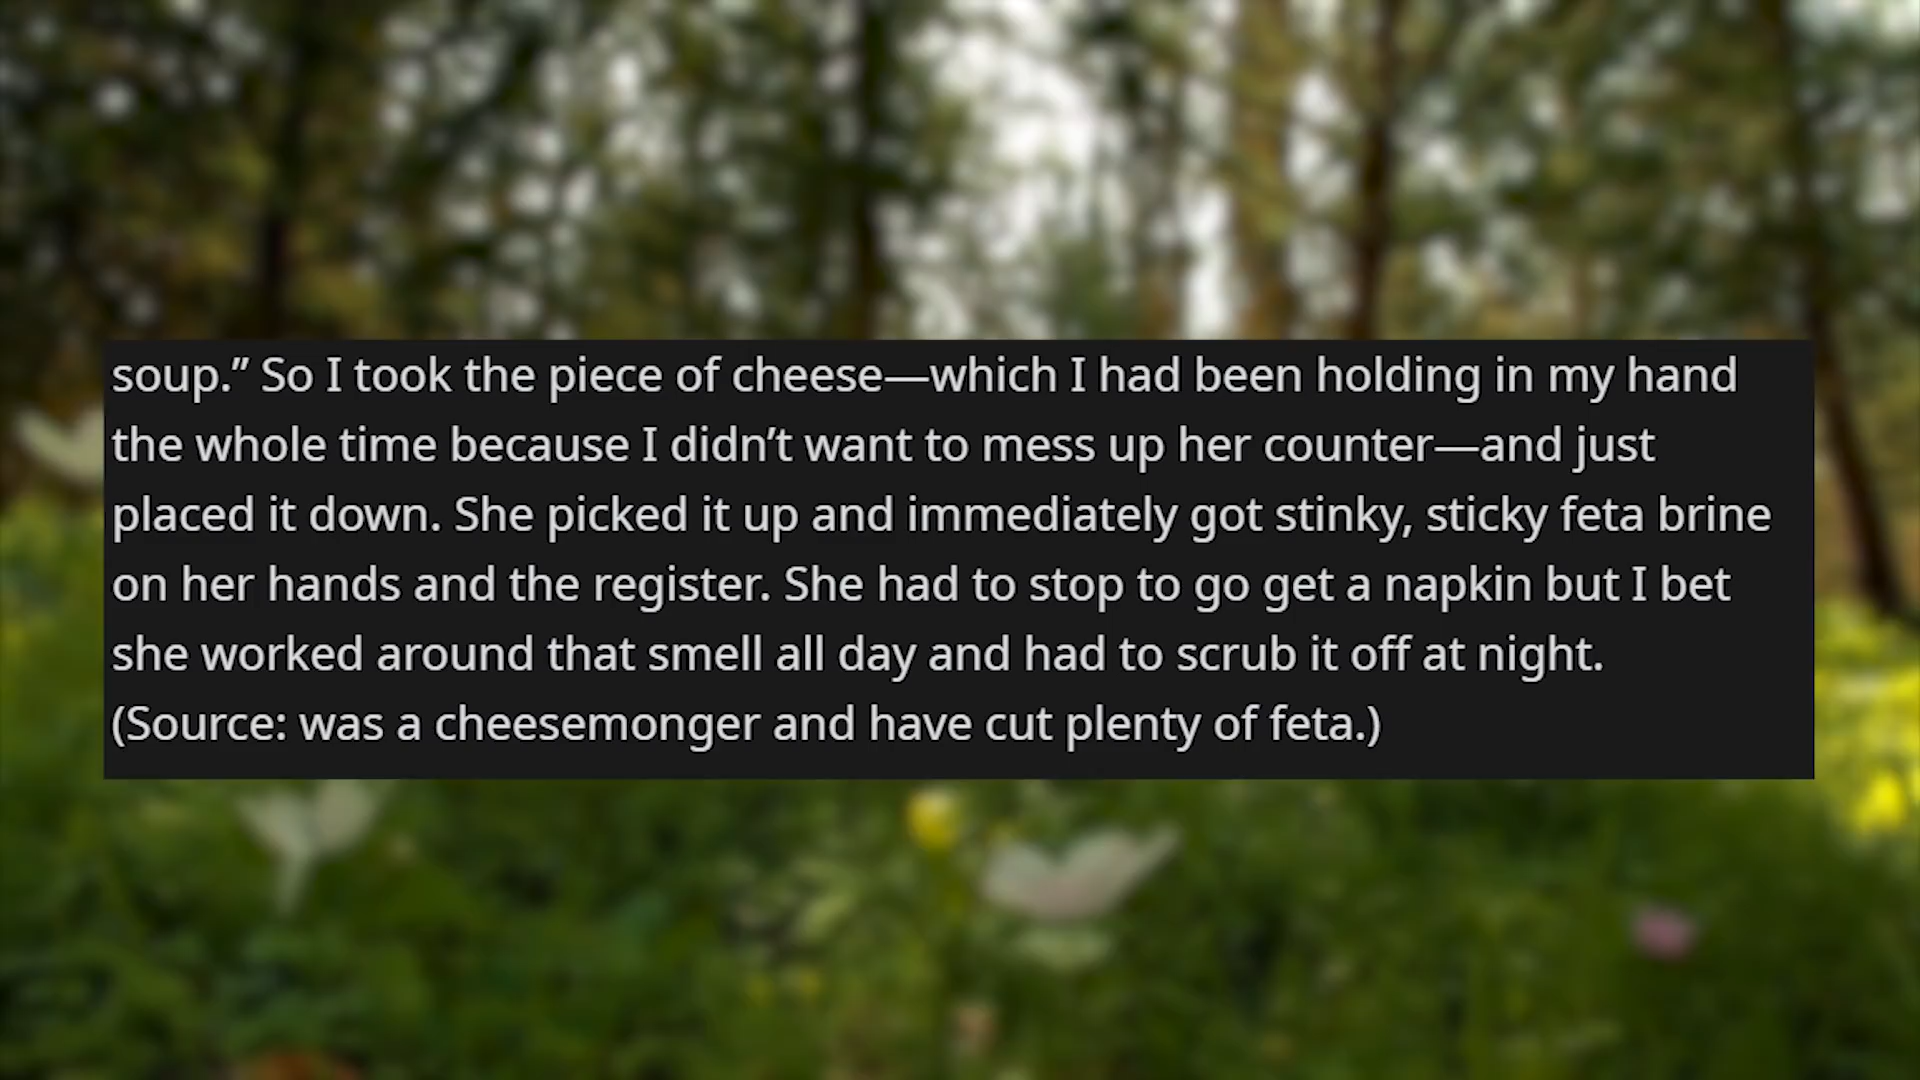 soup.” So I took the piece of cheese—which I had been holding in my hand
the whole time because I didn’t want to mess up her counter—and just
placed it down. She picked it up and immediately got stinky, sticky feta brine
on her hands and the register. She had to stop to go get a napkin but I bet
she worked around that smell all day and had to scrub it off at night.
(Source: was a cheesemonger and have cut plenty of feta.)